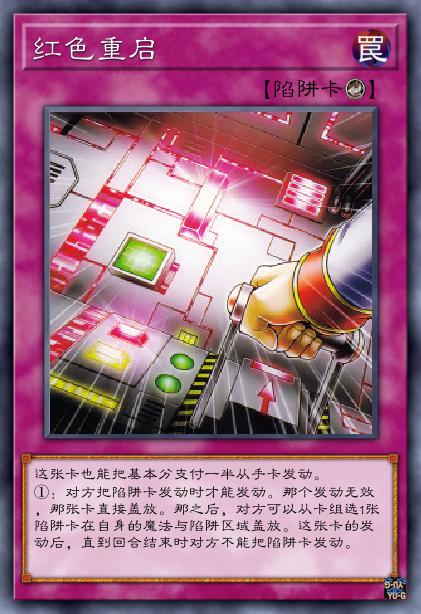 红色重启
罠
【陷阱卡】
这张卡也能把基本分支付一半从手卡发动。
①：对方把陷阱卡发动时才能发动。那个发动无效
，那张卡直接盖放。那之后，对方可以从卡组选1张
陷阱卡在自身的魔法与陷阱区域盖放。这张卡的发
动后，直到回合结束时对方不能把陷阱卡发动。
YU-G